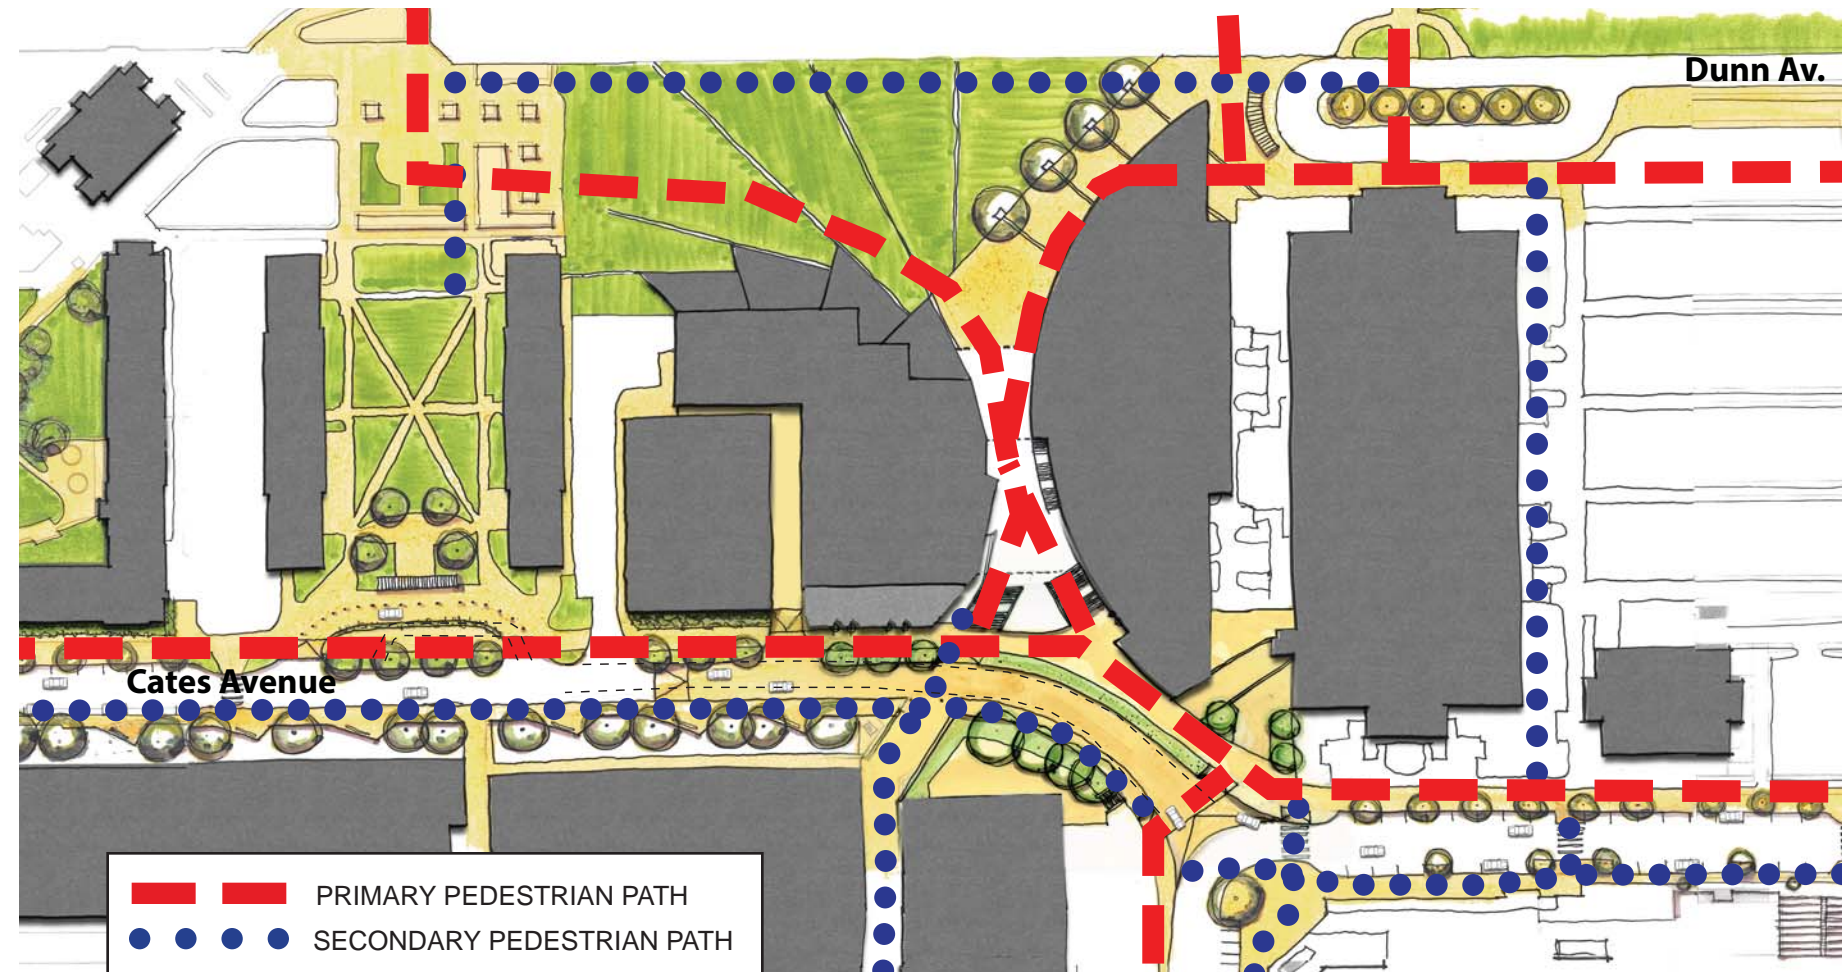 Dunn Av.
Cates Avenue
PRIMARY PEDESTRIAN PATH
SECONDARY PEDESTRIAN PATH